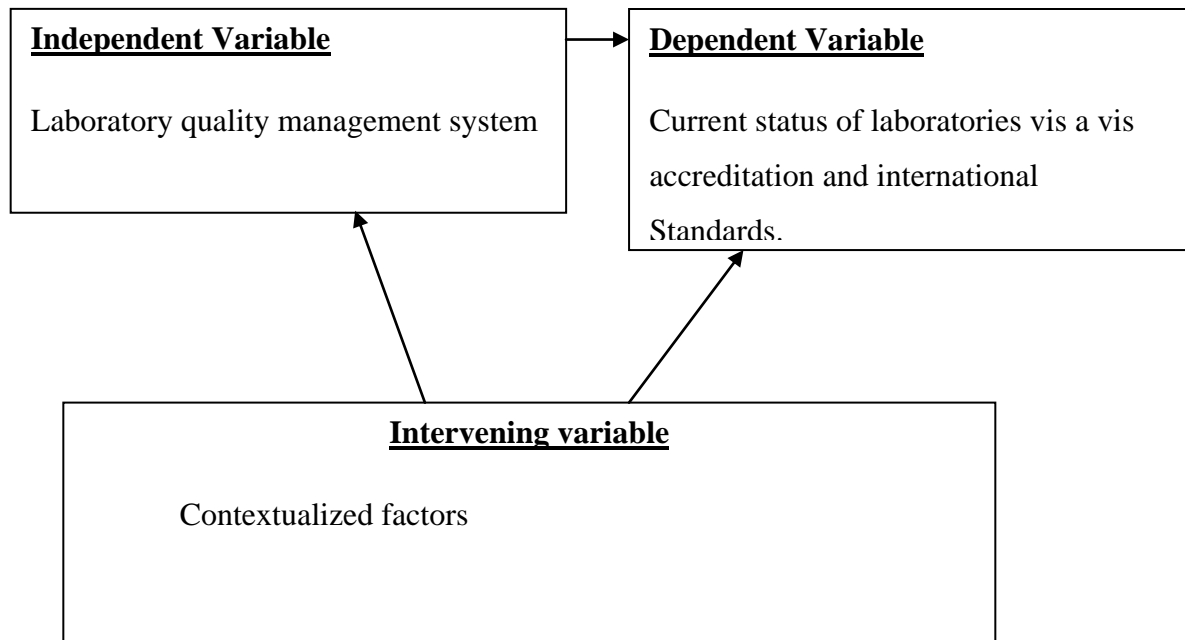 Independent Variable
Laboratory quality management system
Dependent Variable
Current status of laboratories vis a vis
accreditation and international
Standards.
Intervening variable
Contextualized factors